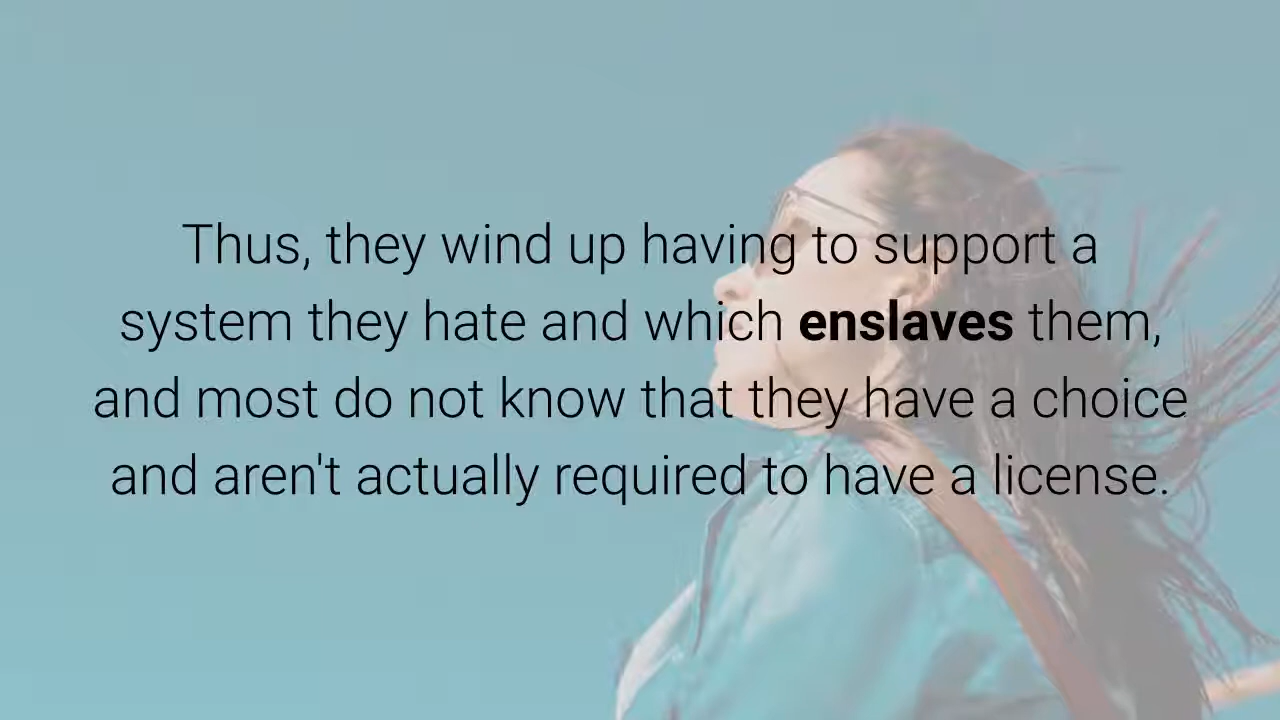 Thus, they wind up having to support a
system they hate and which enslaves them,
and most do not know that they have a choice
and aren't actually required to have a license.